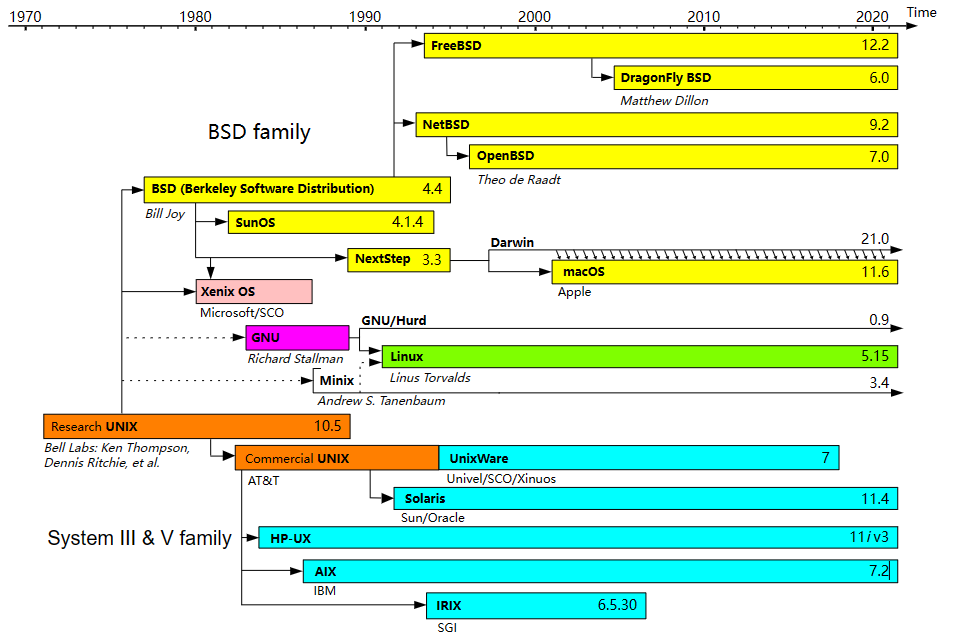 1970 1980 1990 2000 2010 2020 Time
FreeBSD 12.2
DragonFly BSD 6.0
Matthew Dillon
BSD family
NetBSD 9.2
OpenBSD 7.0
Theo de Raadt
BSD (Berkeley Software Distribution) 4.4
Bill Joy
SunOS 4.1.4
Darwin 21.0
NextStep 3.3
macOS 11.6
Apple
Xenix OS
Microsoft/SCO
GNU/Hurd 0.9
GNU
Richard Stallman
Linux 5.15
Linus Torvalds
Minix 3.4
Andrew S. Tanenbaum
Research UNIX 10.5
Bell Labs: Ken Thompson,
Dennis Ritchie, et al.
Commercial UNIX
AT&T
UnixWare 7
Univel/SCO/Xinuos
Solaris 11.4
Sun/Oracle
System III & V family
HP-UX 11i v3
AIX 7.2
IBM
IRIX 6.5.30
SGI